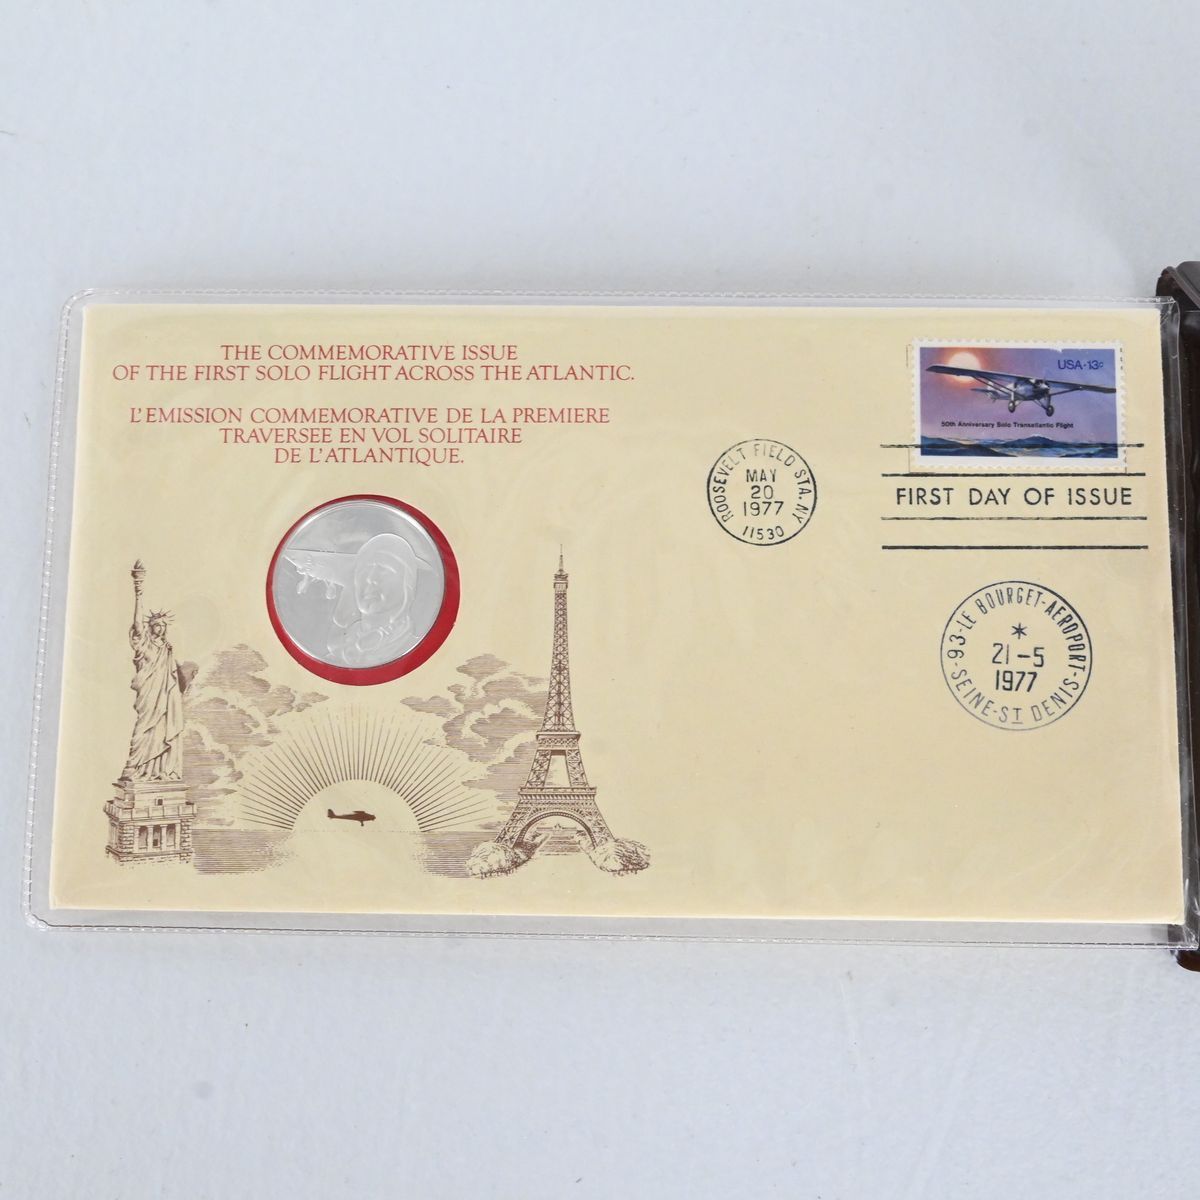 THE COMMEMORATIVE ISSUE
OF THE FIRST SOLO FLIGHT ACROSS THE ATLANTIC.
L'EMISSION COMMEMORATIVE DE LA PREMIERE
TRAVERSEE EN VOL SOLITAIRE
DE L'ATLANTIQUE.
USA·13c
50th Anniversary Solo Transatlantic Flight
ROOSEVELT FIELD STA. NY
MAY
20
1977
11530
FIRST DAY OF ISSUE
93-LE BOURGET-AEROPORT-
*
21-5
1977
SEINE-ST DENIS